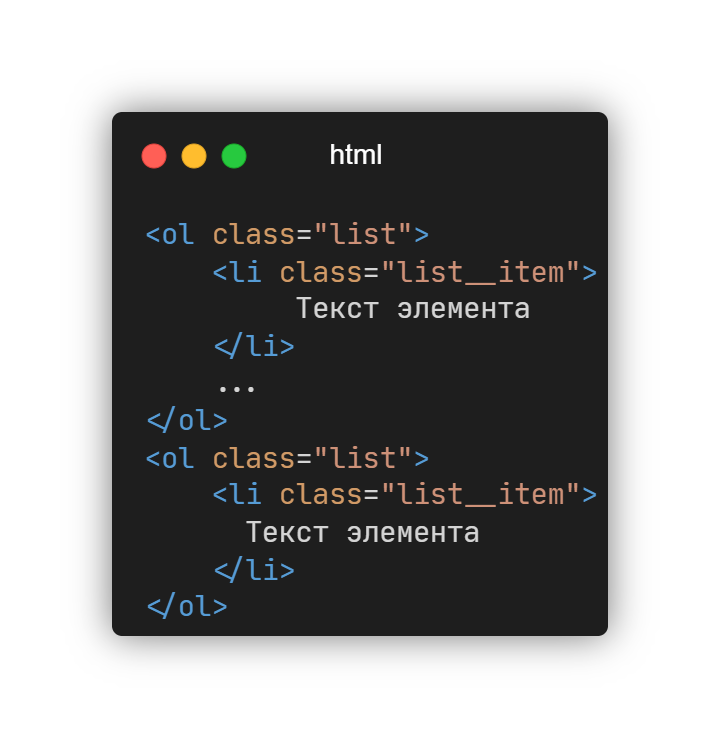 html
<ol class="list">
    <li class="list__item">
         Текст элемента
    </li>
    ...
</ol>
<ol class="list">
    <li class="list__item">
      Текст элемента
    </li>
</ol>